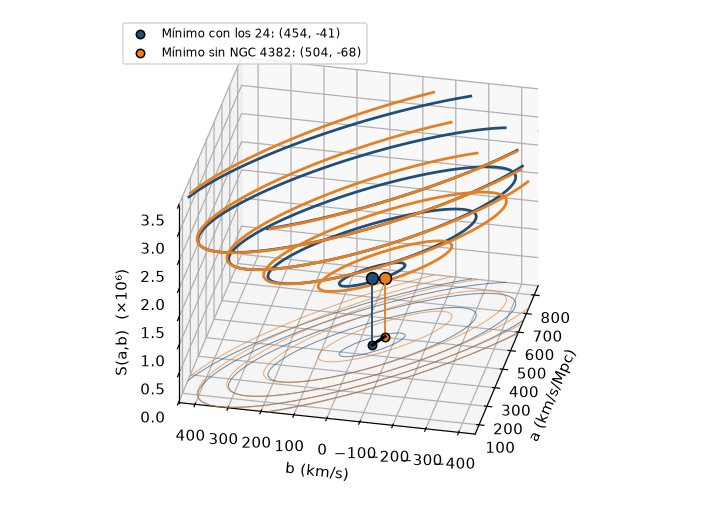 Mínimo con los 24: (454, -41)
Mínimo sin NGC 4382: (504, -68)
3.5
3.0
2.5
2.0
1.5
1.0
0.5
0.0
S(a,b) (×10⁶)
400 300 200 100 0 −100 −200 −300 −400
b (km/s)
800
700
600
500
400
300
200
100
a (km/s/Mpc)